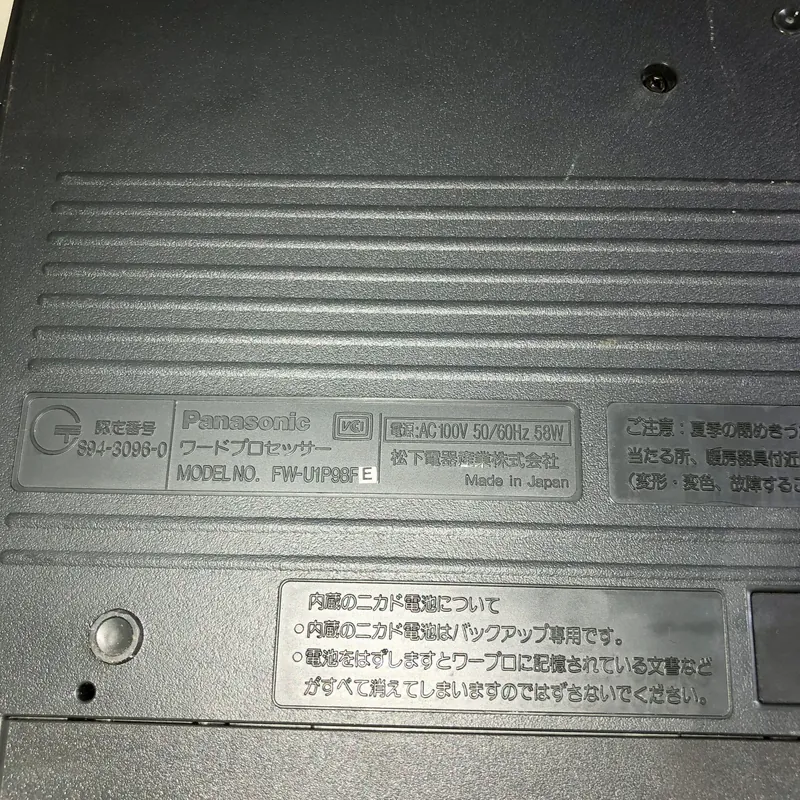 認定番号
S94-3096-0
Panasonic
ワードプロセッサー
MODEL NO. FW-U1P98FE
VCI
電源:AC100V 50/60Hz 58W
松下電器産業株式会社
Made in Japan
ご注意：夏季の閉めきっ
当たる所、暖房器具付近
(変形・変色、故障するこ
内蔵のニカド電池について
○内蔵のニカド電池はバックアップ専用です。
○電池をはずしますとワープロに記憶されている文書など
がすべて消えてしまいますのではずさないでください。